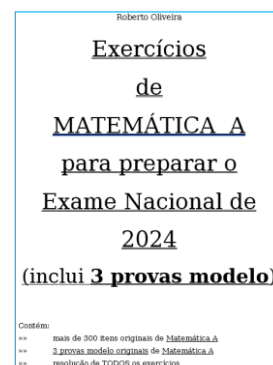 Roberto Oliveira
Exercícios
de
MATEMÁTICA A
para preparar o
Exame Nacional de
2024
(inclui 3 provas modelo)
Contém:
»» mais de 300 itens originais de Matemática A
»» 3 provas modelo originais de Matemática A
»» resolução de TODOS os exercícios